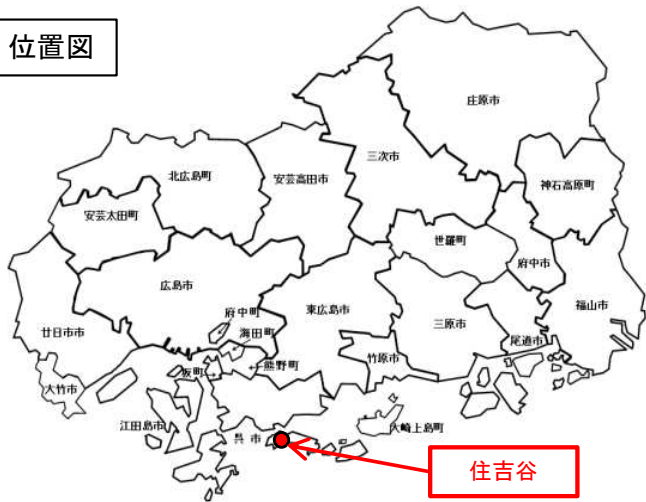 位置図
庄原市
三次市
北広島町
安芸高田市
神石高原町
安芸太田町
世羅町
府中市
広島市
東広島市
三原市
福山市
府中町
海田町
廿日市市
尾道市
竹原市
坂町
熊野町
大竹市
江田島市
呉市
大崎上島町
住吉谷